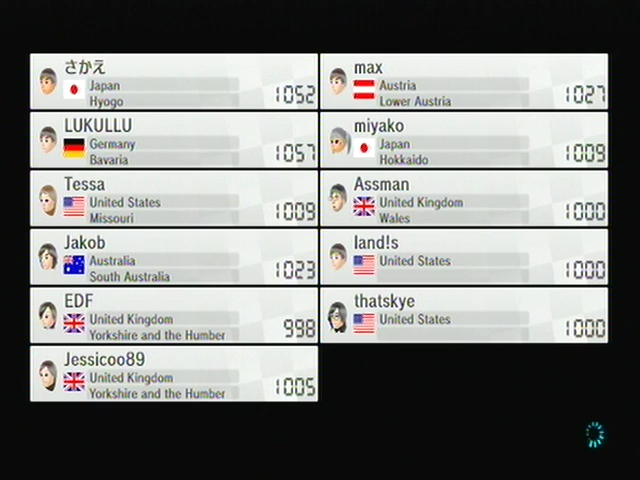 さかえ
Japan
Hyogo
1052
LUKULLU
Germany
Bavaria
1057
Tessa
United States
Missouri
1009
Jakob
Australia
South Australia
1023
EDF
United Kingdom
Yorkshire and the Humber
998
Jessicoo89
United Kingdom
Yorkshire and the Humber
1005
max
Austria
Lower Austria
1027
miyako
Japan
Hokkaido
1009
Assman
United Kingdom
Wales
1000
land!s
United States
1000
thatskye
United States
1000